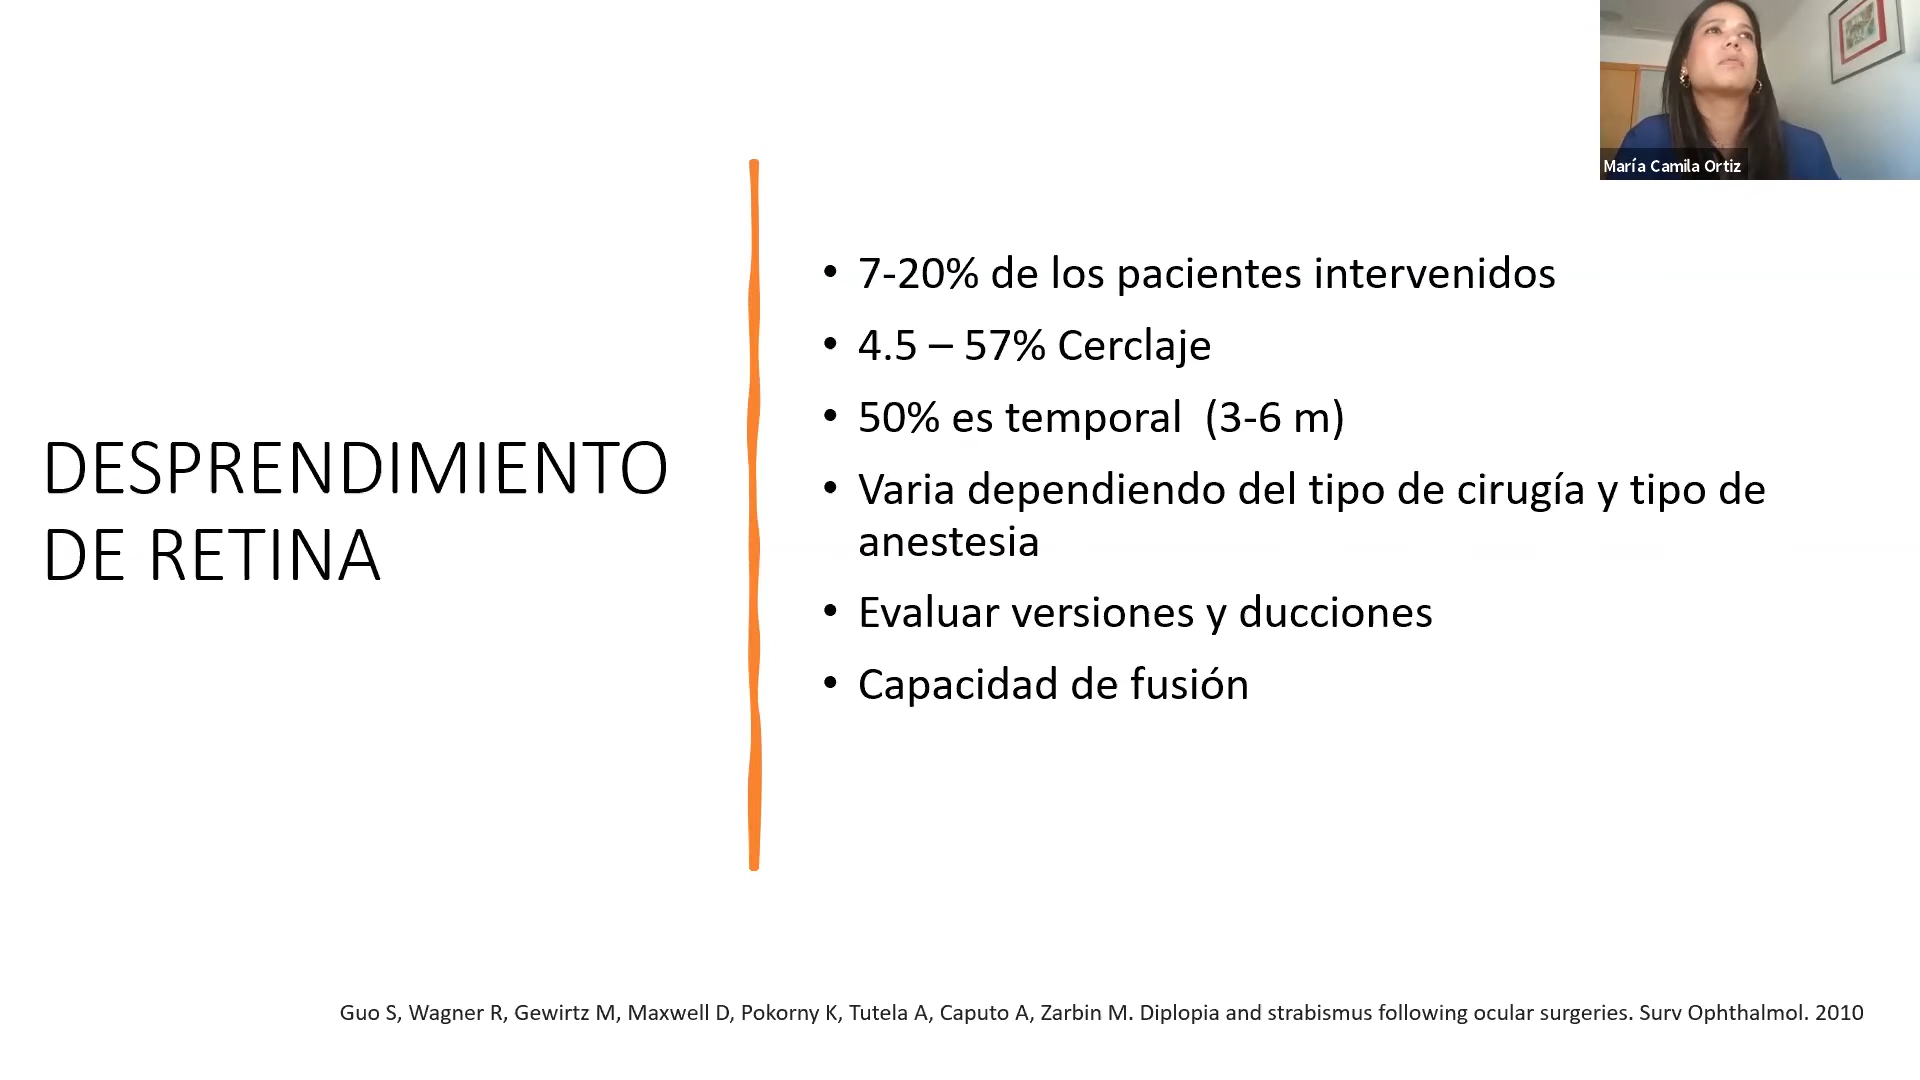 María Camila Ortiz
DESPRENDIMIENTO
DE RETINA
• 7-20% de los pacientes intervenidos
• 4.5 – 57% Cerclaje
• 50% es temporal (3-6 m)
• Varia dependiendo del tipo de cirugía y tipo de
anestesia
• Evaluar versiones y ducciones
• Capacidad de fusión
Guo S, Wagner R, Gewirtz M, Maxwell D, Pokorny K, Tutela A, Caputo A, Zarbin M. Diplopia and strabismus following ocular surgeries. Surv Ophthalmol. 2010